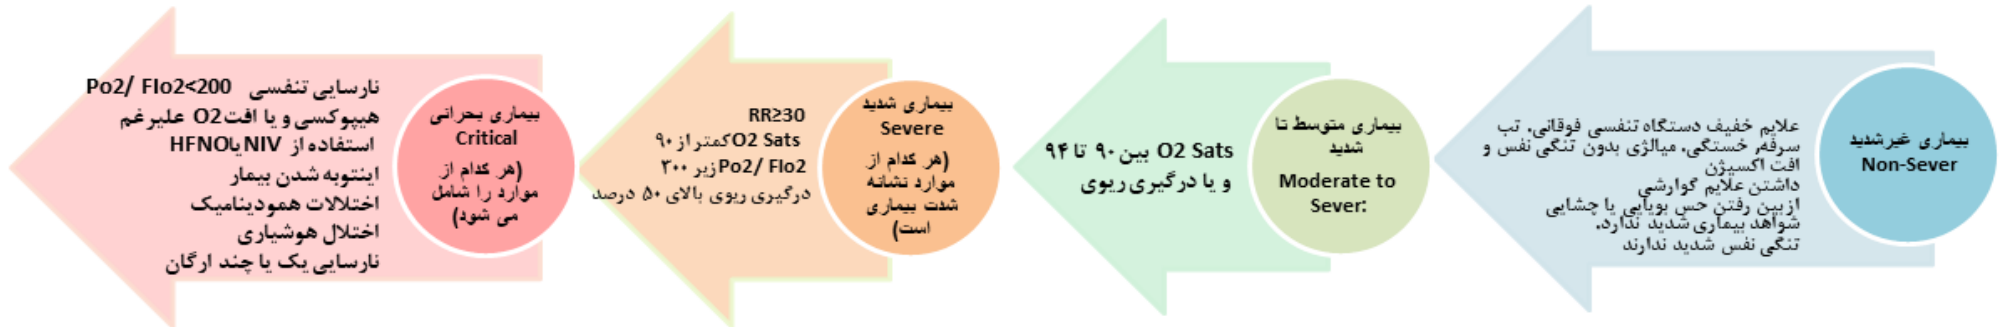 بیماری غیرشدید
Non-Sever
علایم خفیف دستگاه تنفسی فوقانی، تب
سرفه، خستگی، میالژی بدون تنگی نفس و
افت اکسیژن
داشتن علایم گوارشی
ازبین رفتن حس بویایی یا چشایی
شواهد بیماری شدید ندارد.
تنگی نفس شدید ندارند
بیماری متوسط تا
شدید
Moderate to
Sever:
O2 Sats بین ۹۰ تا ۹۴
و یا درگیری ریوی
بیماری شدید
Severe
(هر کدام از
موارد نشانه
شدت بیماری
است)
RR≥30
O2 Sats کمتر از ۹۰
Po2/ FIo2 زیر ۳۰۰
درگیری ریوی بالای ۵۰ درصد
بیماری بحرانی
Critical
(هر کدام از
موارد را شامل
می شود)
نارسایی تنفسی Po2/ FIo2<200
هیپوکسی و یا افت O2 علیرغم
استفاده از NIV یا HFNO
اینتوبه شدن بیمار
اختلالات همودینامیک
اختلال هوشیاری
نارسایی یک یا چند ارگان